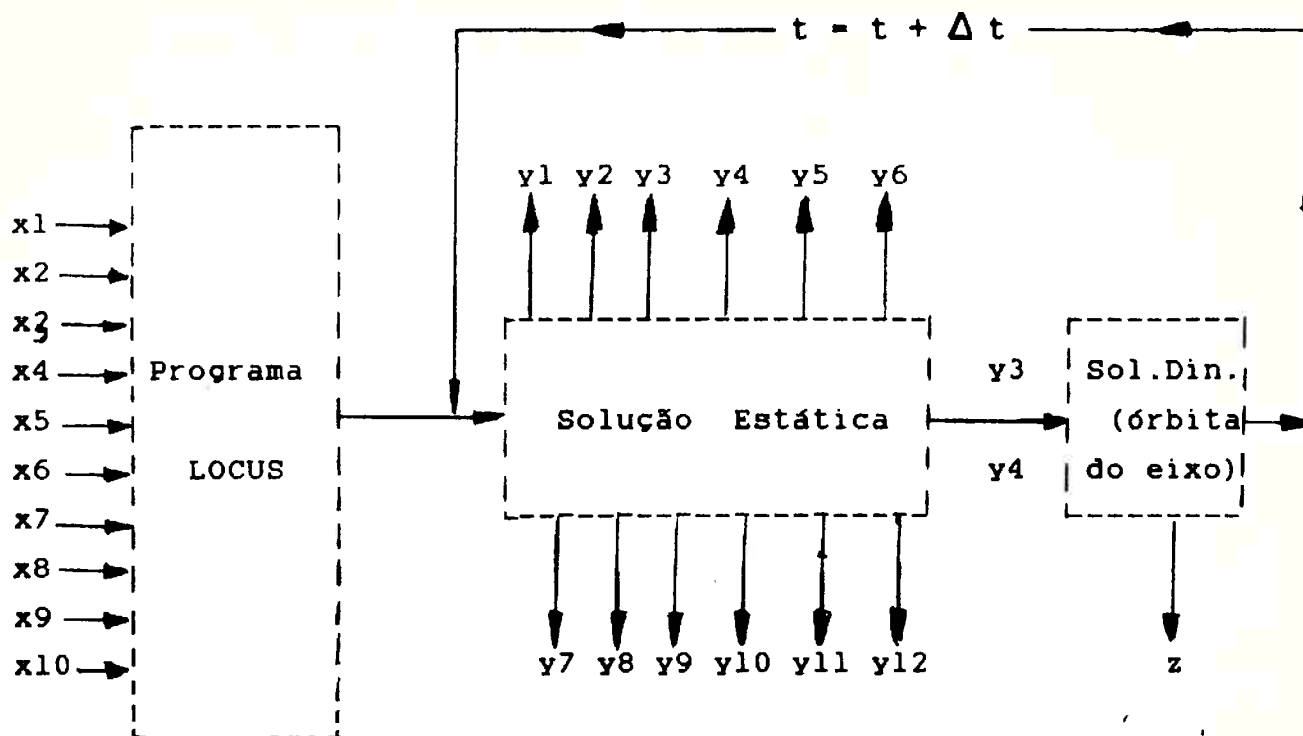 t = t + Δ t
y1 y2 y3 y4 y5 y6
x1
x2
x3
x4
x5
x6
x7
x8
x9
x10
Programa
LOCUS
Solução Estática
y3
y4
Sol.Din.
(órbita
do eixo)
y7 y8 y9 y10 y11 y12
z